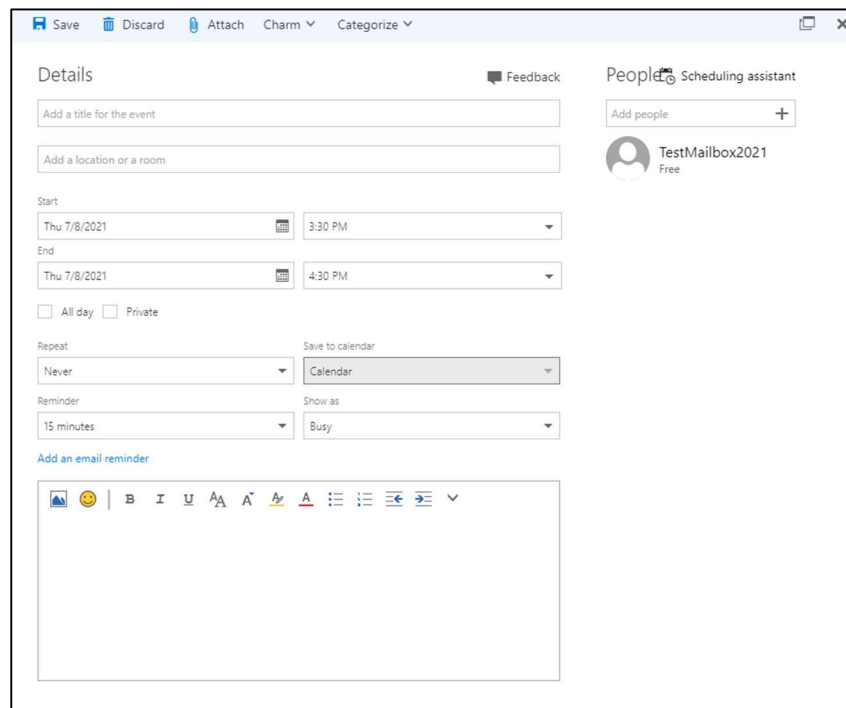 Save Discard Attach Charm Categorize
Details Feedback
Add a title for the event
Add a location or a room
Start
Thu 7/8/2021 3:30 PM
End
Thu 7/8/2021 4:30 PM
All day Private
Repeat Save to calendar
Never Calendar
Reminder Show as
15 minutes Busy
Add an email reminder
B I U AA A A A
People Scheduling assistant
Add people
TestMailbox2021
Free